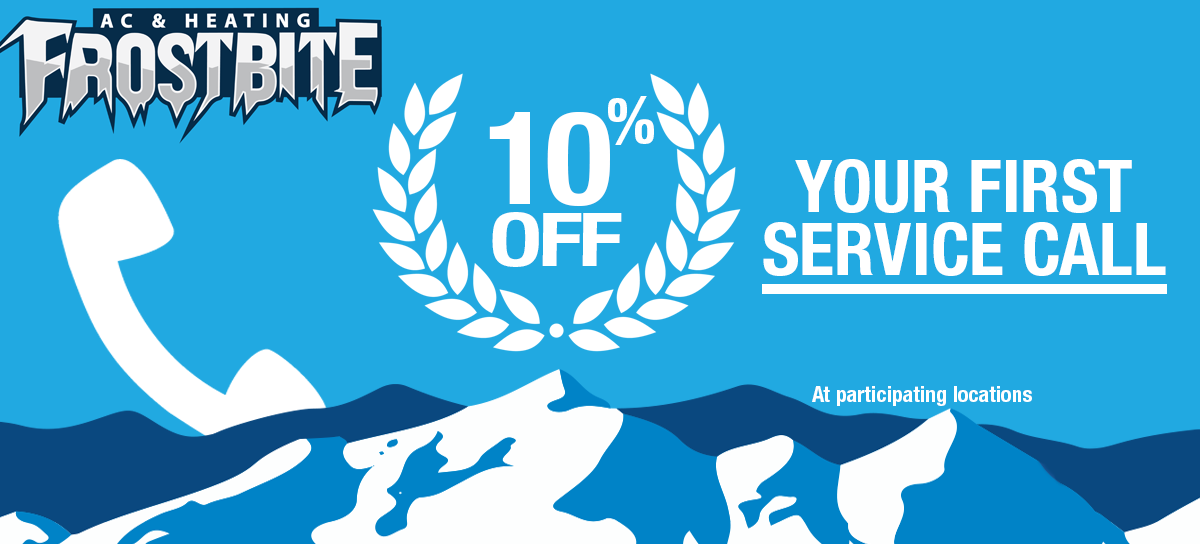 AC & HEATING
FROSTBITE
10%
OFF
YOUR FIRST
SERVICE CALL
At participating locations